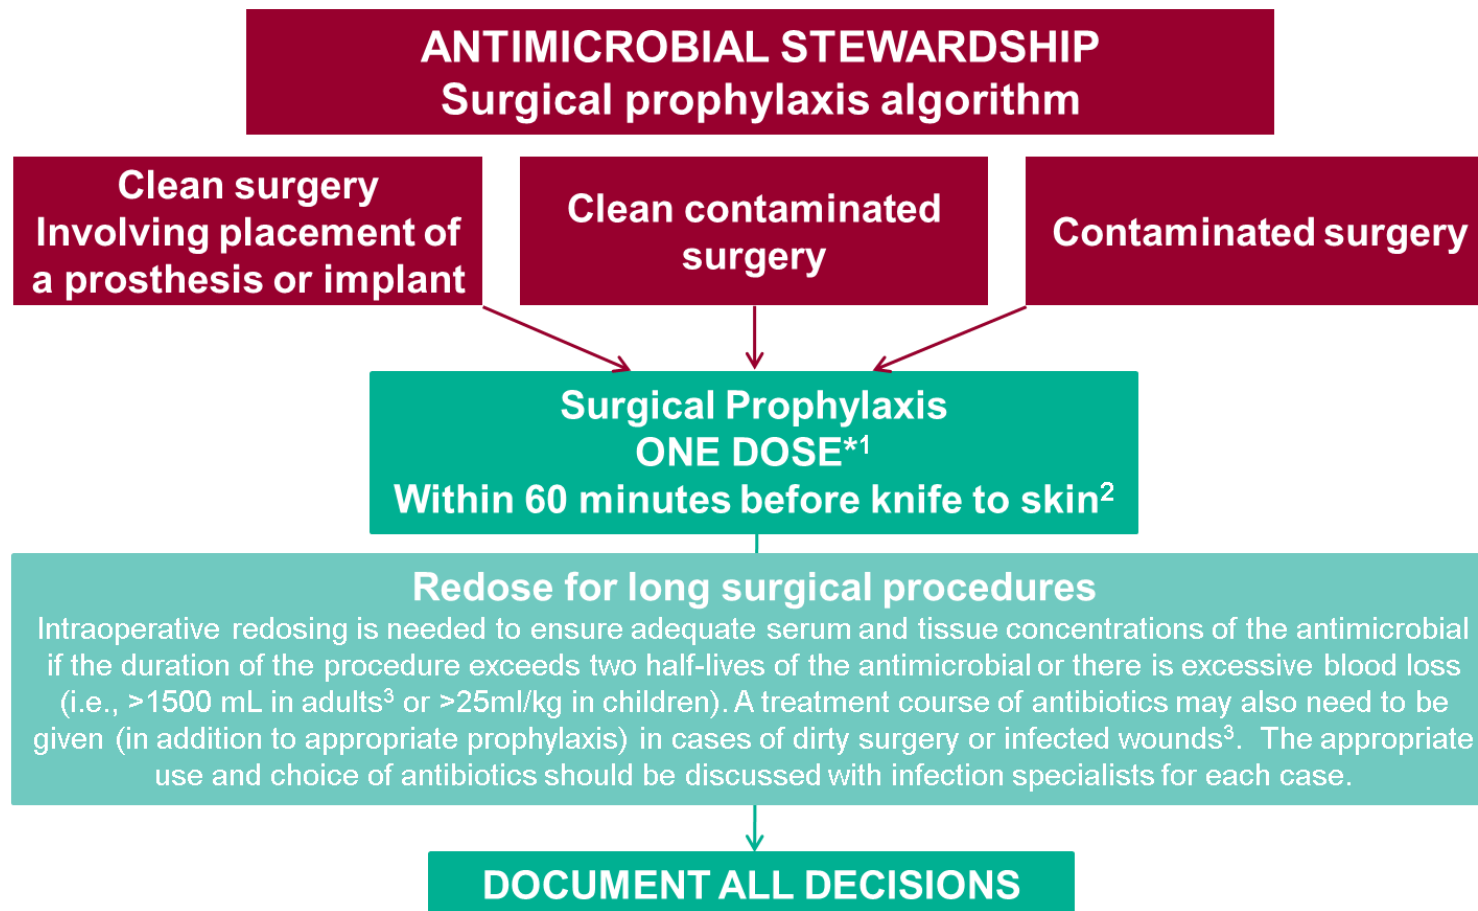 ANTIMICROBIAL STEWARDSHIP
Surgical prophylaxis algorithm
Clean surgery
Involving placement of
a prosthesis or implant
Clean contaminated
surgery
Contaminated surgery
Surgical Prophylaxis
ONE DOSE*1
Within 60 minutes before knife to skin2
Redose for long surgical procedures
Intraoperative redosing is needed to ensure adequate serum and tissue concentrations of the antimicrobial
if the duration of the procedure exceeds two half-lives of the antimicrobial or there is excessive blood loss
(i.e., >1500 mL in adults3 or >25ml/kg in children). A treatment course of antibiotics may also need to be
given (in addition to appropriate prophylaxis) in cases of dirty surgery or infected wounds3. The appropriate
use and choice of antibiotics should be discussed with infection specialists for each case.
DOCUMENT ALL DECISIONS